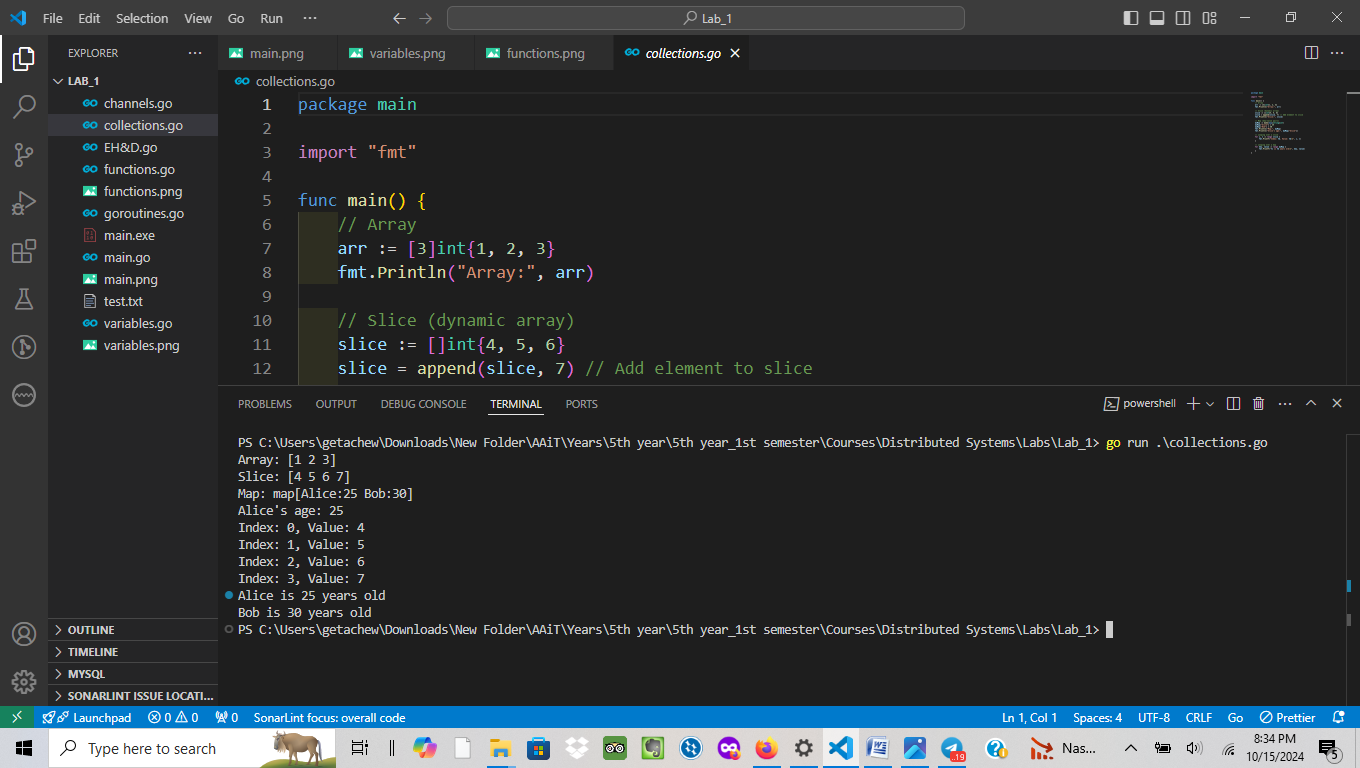 File Edit Selection View Go Run ···
Lab_1
EXPLORER
LAB_1
channels.go
collections.go
EH&D.go
functions.go
functions.png
goroutines.go
main.exe
main.go
main.png
test.txt
variables.go
variables.png
OUTLINE
TIMELINE
MYSQL
SONARLINT ISSUE LOCATI...
main.png variables.png functions.png collections.go
collections.go
1 package main
2
3 import "fmt"
4
5 func main() {
6 // Array
7 arr := [3]int{1, 2, 3}
8 fmt.Println("Array:", arr)
9
10 // Slice (dynamic array)
11 slice := []int{4, 5, 6}
12 slice = append(slice, 7) // Add element to slice
PROBLEMS OUTPUT DEBUG CONSOLE TERMINAL PORTS
powershell
PS C:\Users\getachew\Downloads\New Folder\AAiT\Years\5th year\5th year_1st semester\Courses\Distributed Systems\Labs\Lab_1> go run .\collections.go
Array: [1 2 3]
Slice: [4 5 6 7]
Map: map[Alice:25 Bob:30]
Alice's age: 25
Index: 0, Value: 4
Index: 1, Value: 5
Index: 2, Value: 6
Index: 3, Value: 7
Alice is 25 years old
Bob is 30 years old
PS C:\Users\getachew\Downloads\New Folder\AAiT\Years\5th year\5th year_1st semester\Courses\Distributed Systems\Labs\Lab_1>
Launchpad 0 0 0 SonarLint focus: overall code Ln 1, Col 1 Spaces: 4 UTF-8 CRLF Go Prettier
Type here to search
Nas...
8:34 PM
10/15/2024
19
5